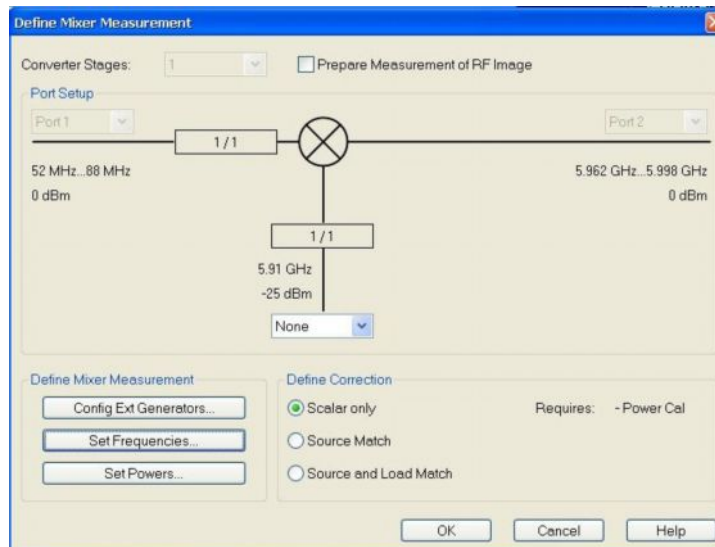 Define Mixer Measurement
Converter Stages: 1 Prepare Measurement of RF Image
Port Setup
Port 1 Port 2
1 / 1
52 MHz...88 MHz 5.962 GHz...5.998 GHz
0 dBm 0 dBm
1 / 1
5.91 GHz
-25 dBm
None
Define Mixer Measurement
Config Ext Generators...
Set Frequencies...
Set Powers...
Define Correction
Scalar only Requires: - Power Cal
Source Match
Source and Load Match
OK Cancel Help